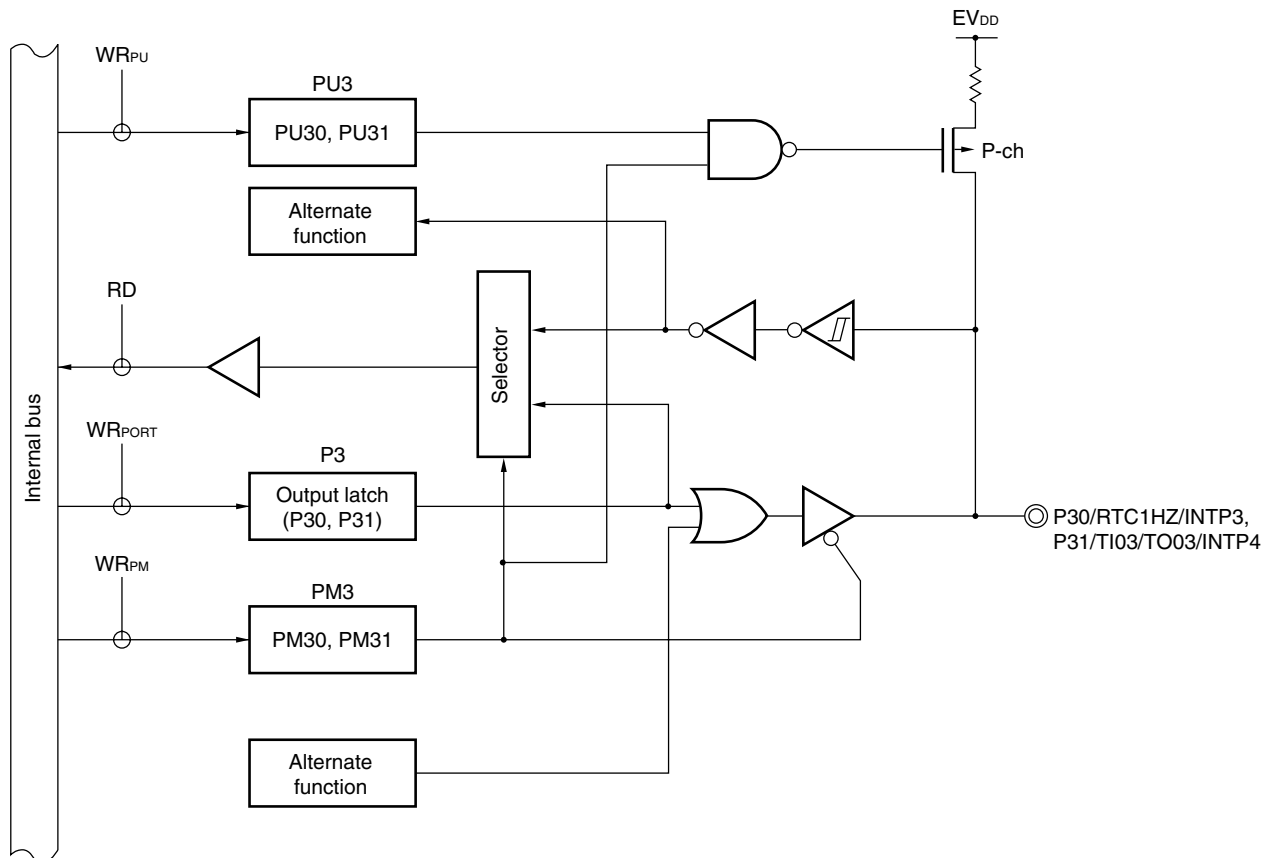 EVDD
WRPU
PU3
PU30, PU31
P-ch
Alternate
function
RD
Selector
Internal bus
WRPORT
P3
Output latch
(P30, P31)
P30/RTC1HZ/INTP3,
P31/TI03/TO03/INTP4
WRPM
PM3
PM30, PM31
Alternate
function